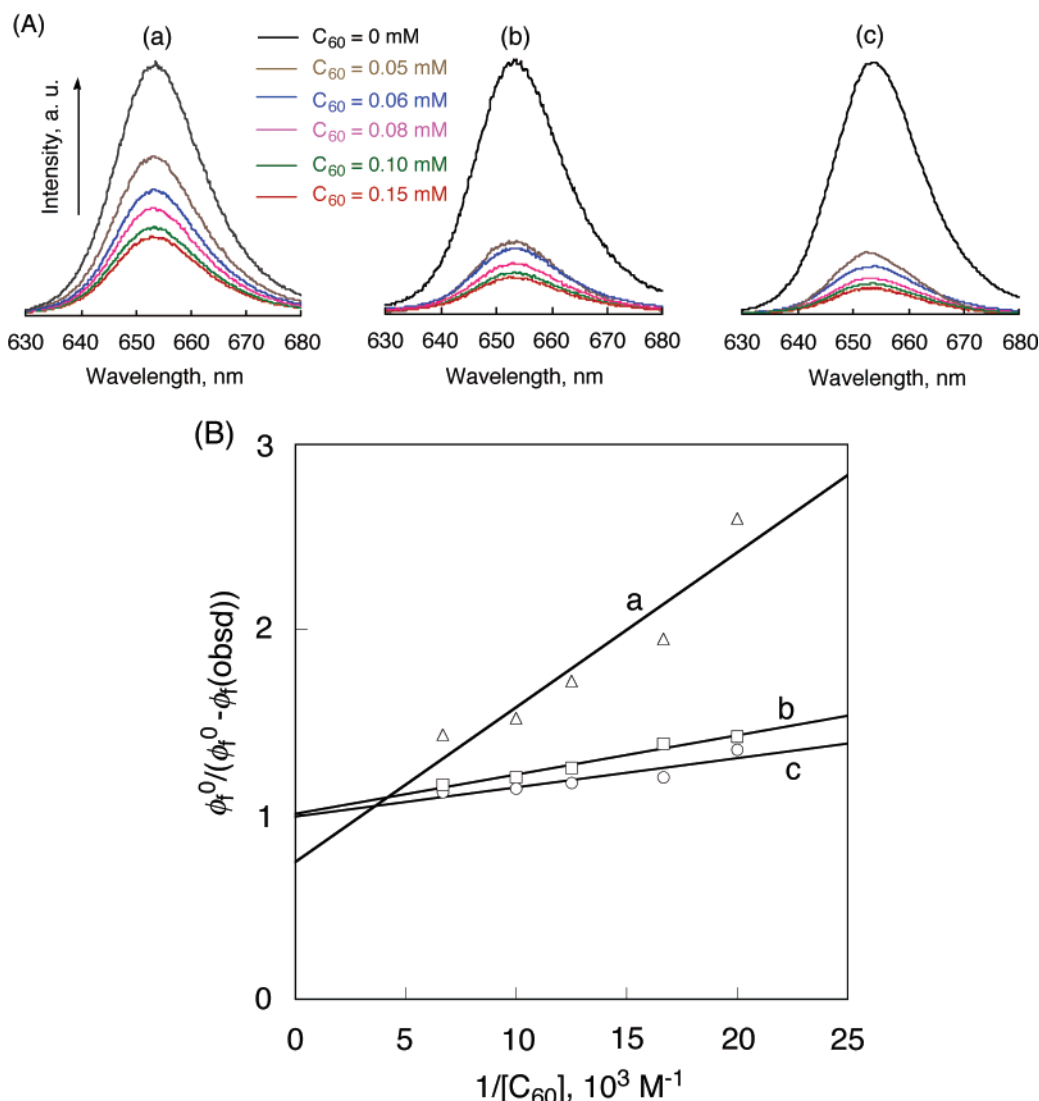 (A)
(a)
(b)
(c)
C60 = 0 mM
C60 = 0.05 mM
C60 = 0.06 mM
C60 = 0.08 mM
C60 = 0.10 mM
C60 = 0.15 mM
Intensity, a. u.
630 640 650 660 670 680
630 640 650 660 670 680
630 640 650 660 670 680
Wavelength, nm
Wavelength, nm
Wavelength, nm
(B)
3
2
1
0
a
b
c
ϕf0/(ϕf0 -ϕf(obsd))
0 5 10 15 20 25
1/[C60], 103 M-1